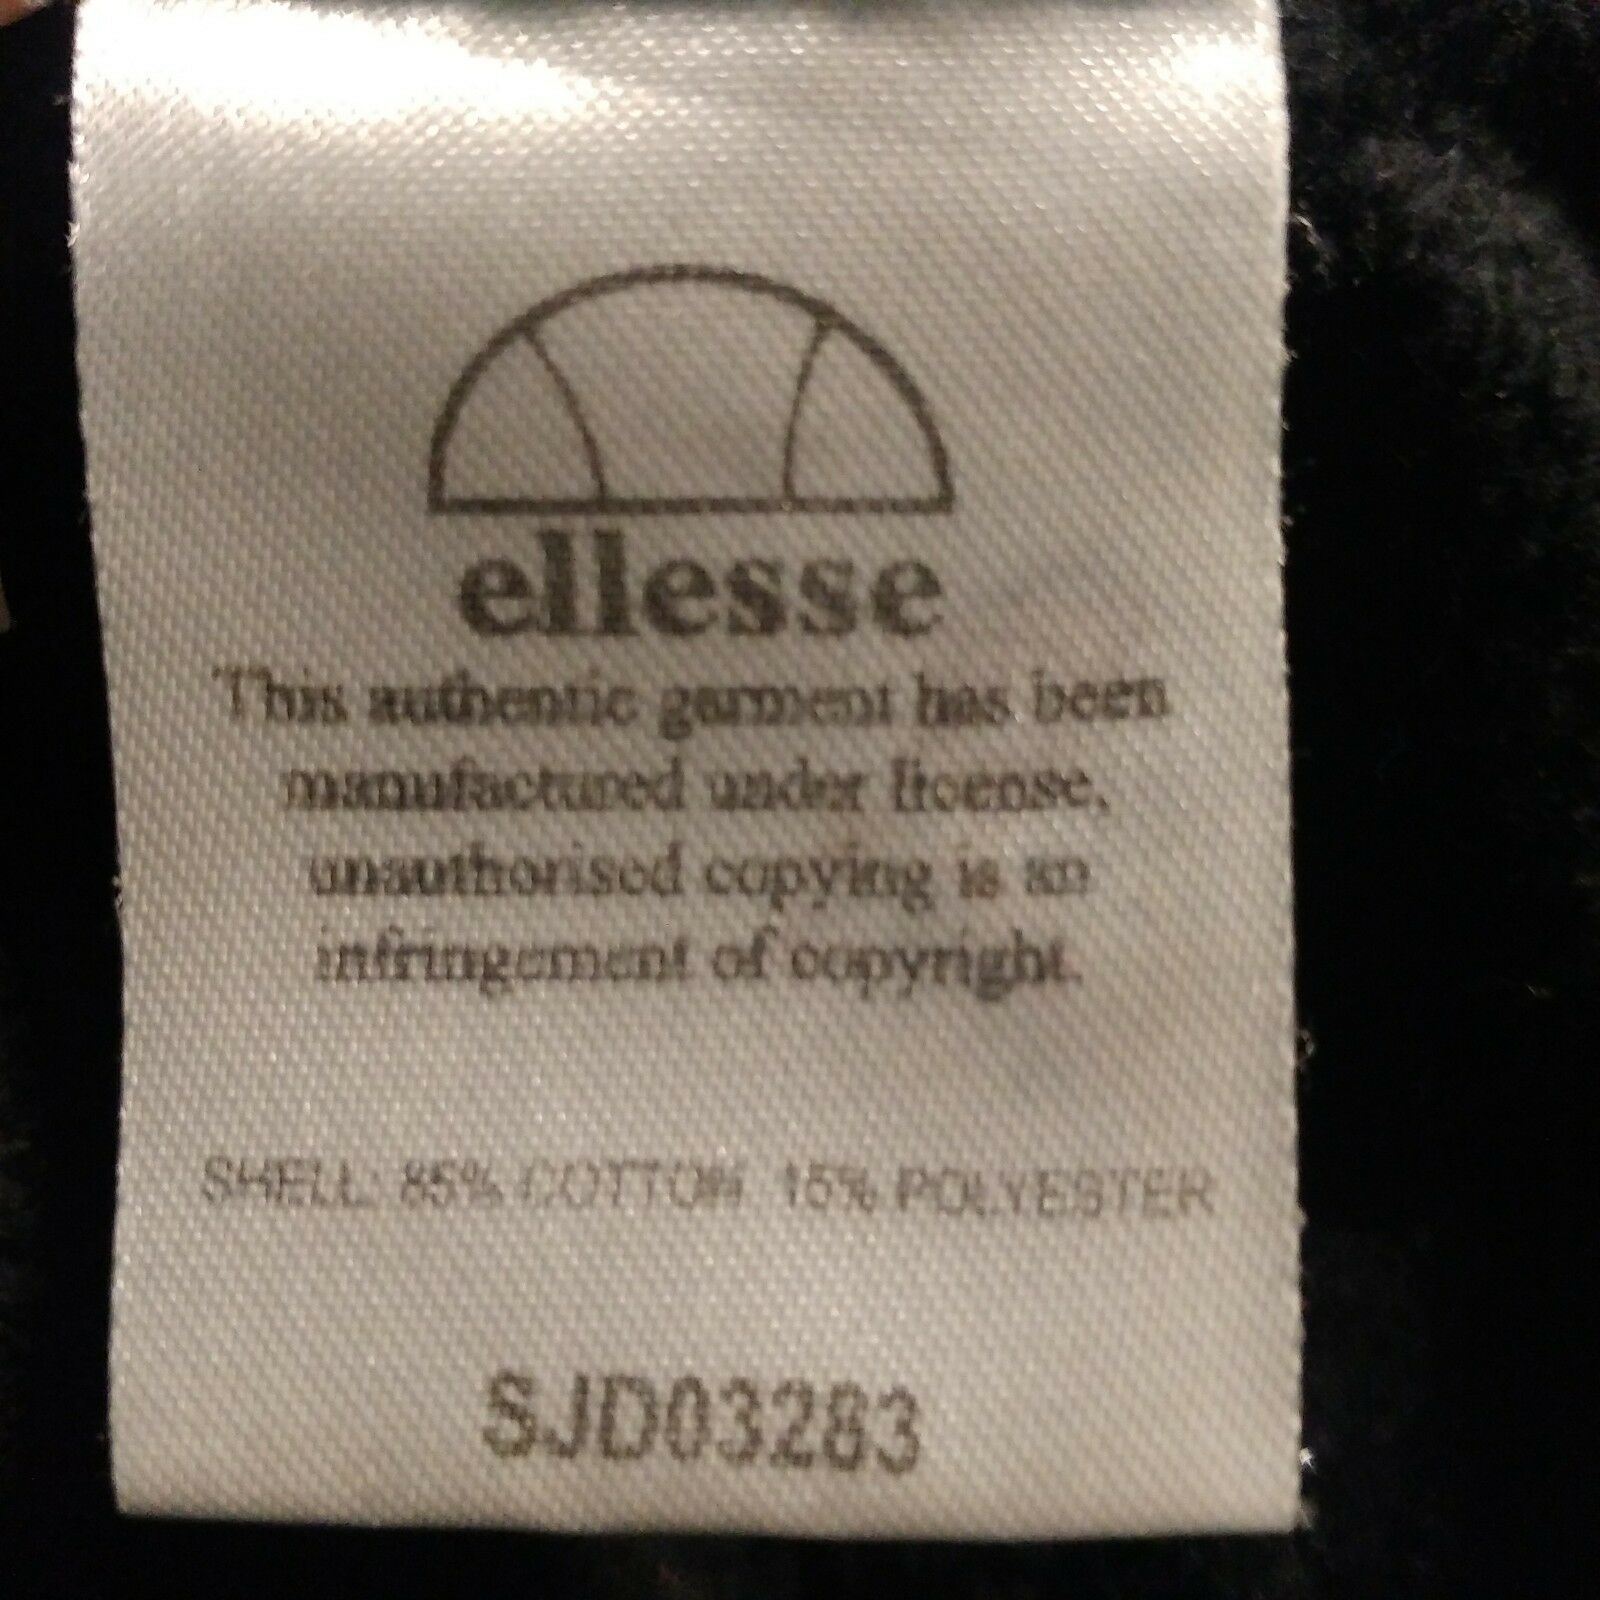 ellesse
This authentic garment has been
manufactured under license,
unauthorised copying is an
infringement of copyright.
SHELL: 85% COTTON 15% POLYESTER
SJD03283